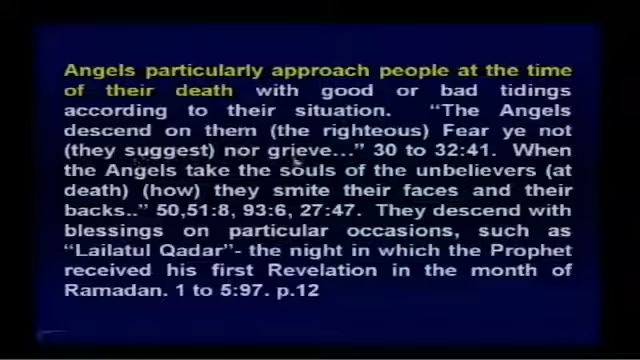 Angels particularly approach people at the time
of their death with good or bad tidings
according to their situation. “The Angels
descend on them (the righteous) Fear ye not
(they suggest) nor grieve...” 30 to 32:41. When
the Angels take the souls of the unbelievers (at
death) (how) they smite their faces and their
backs..” 50,51:8, 93:6, 27:47. They descend with
blessings on particular occasions, such as
“Lailatul Qadar”- the night in which the Prophet
received his first Revelation in the month of
Ramadan. 1 to 5:97. p.12